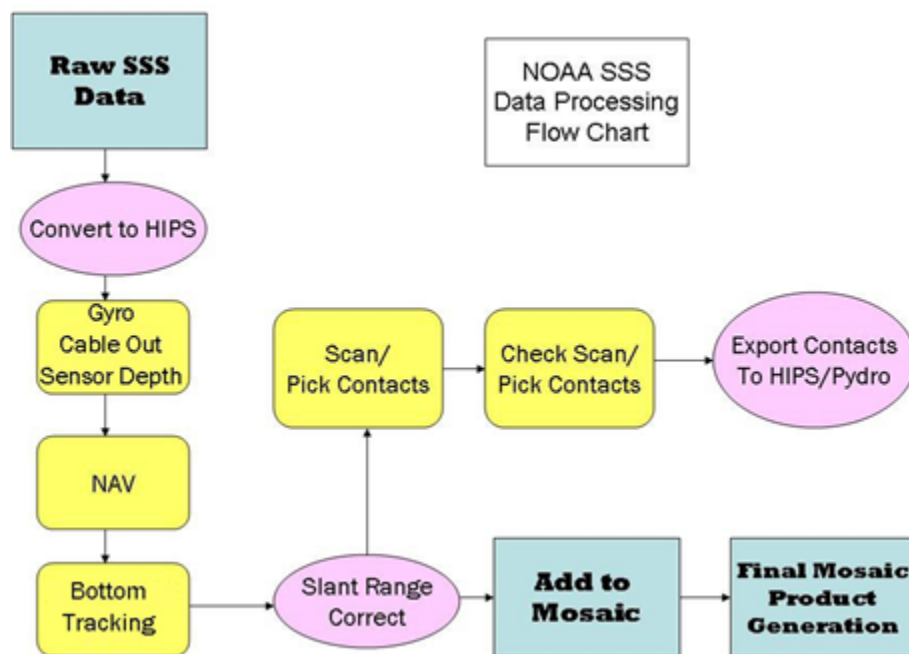 Raw SSS
Data
NOAA SSS
Data Processing
Flow Chart
Convert to HIPS
Gyro
Cable Out
Sensor Depth
Scan/
Pick Contacts
Check Scan/
Pick Contacts
Export Contacts
To HIPS/Pydro
NAV
Bottom
Tracking
Slant Range
Correct
Add to
Mosaic
Final Mosaic
Product
Generation